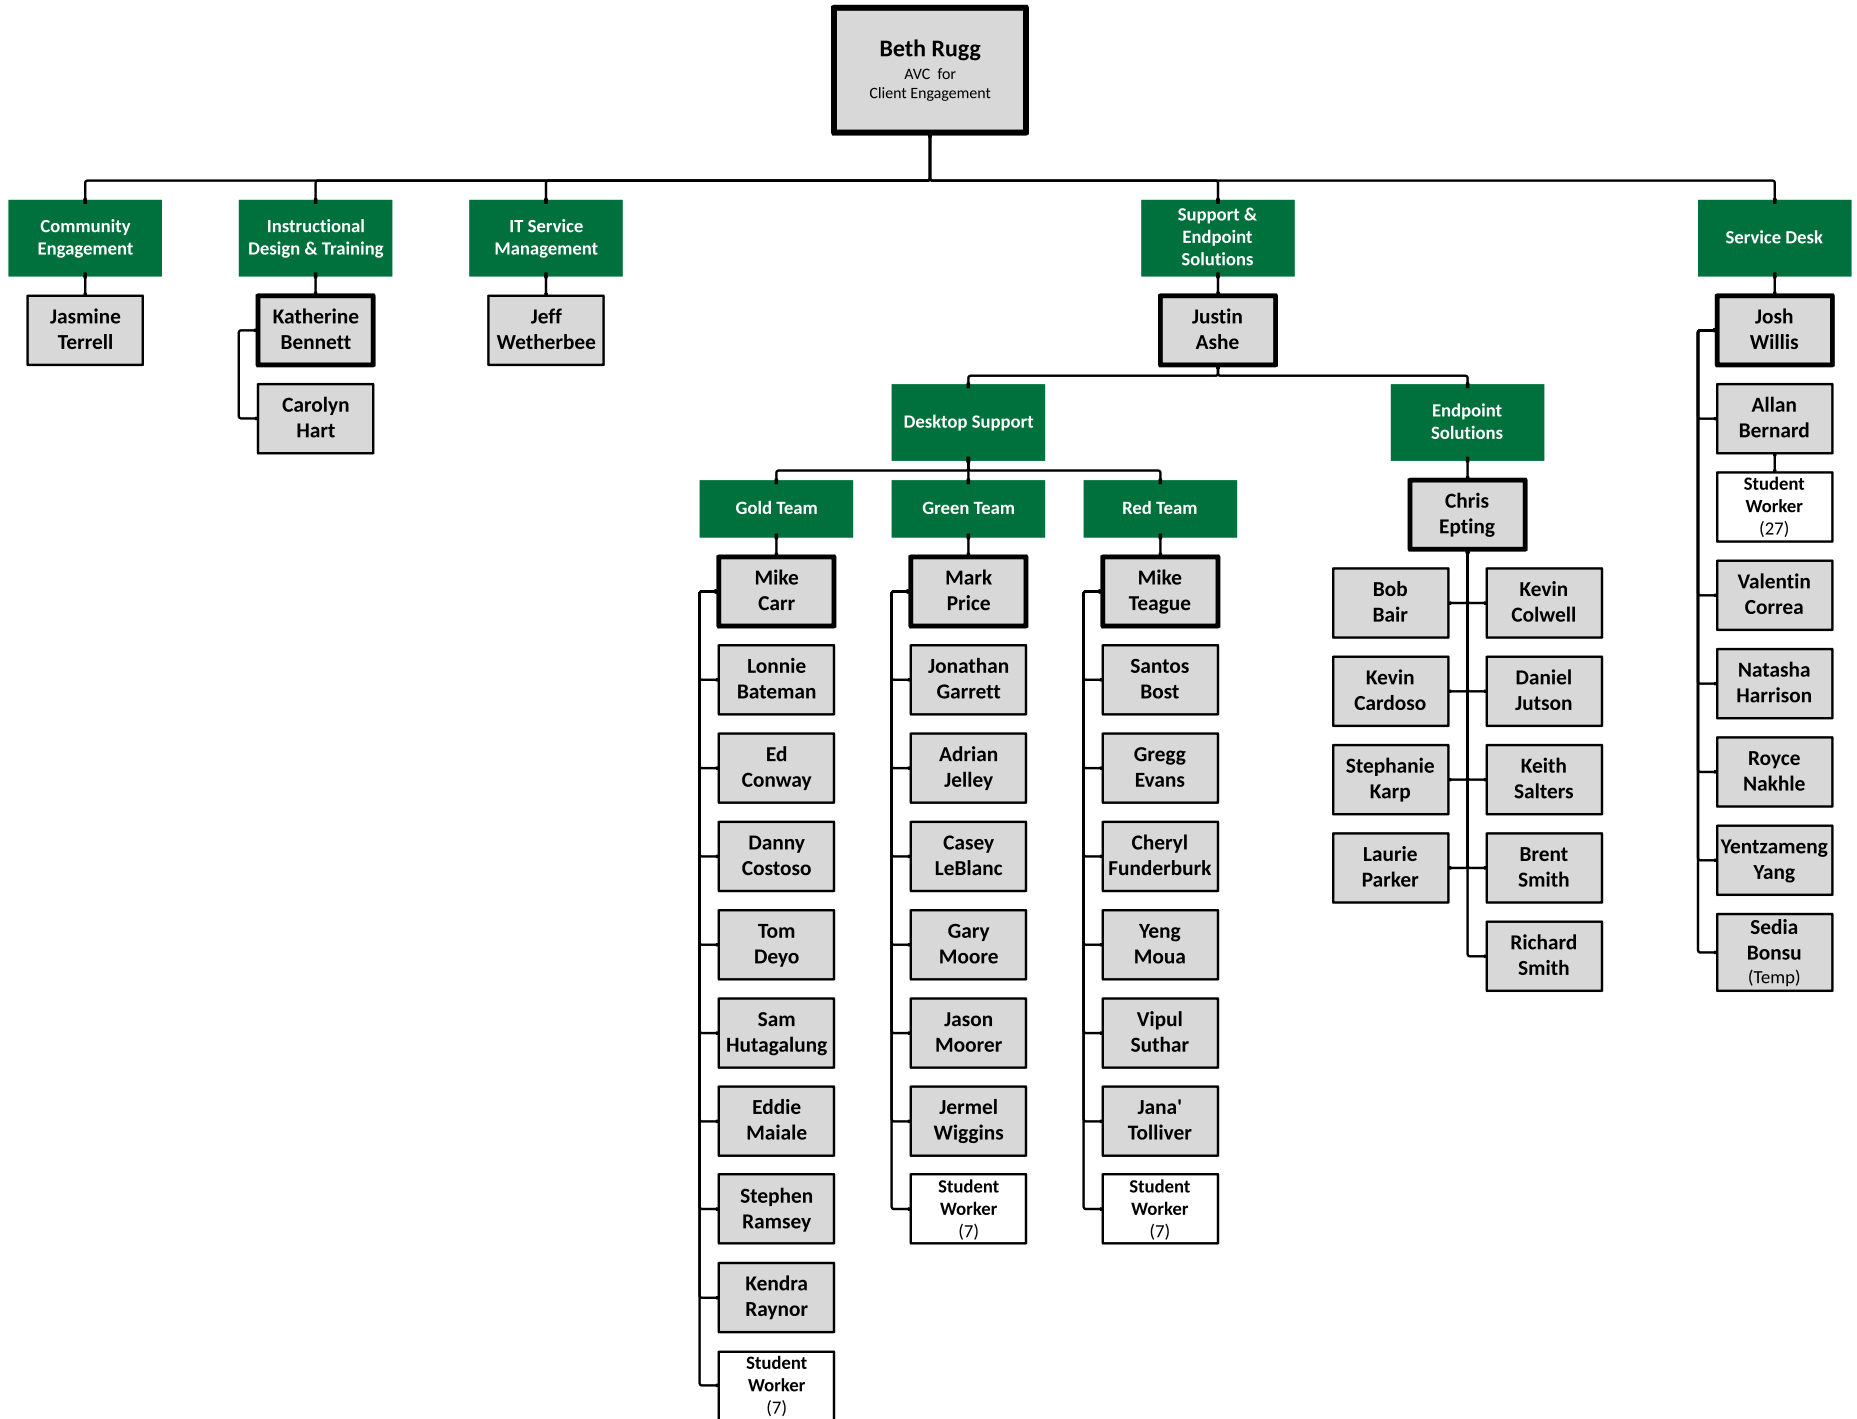 Beth Rugg
AVC for
Client Engagement
Community
Engagement
Jasmine
Terrell
Instructional
Design & Training
Katherine
Bennett
Carolyn
Hart
IT Service
Management
Jeff
Wetherbee
Support &
Endpoint
Solutions
Justin
Ashe
Desktop Support
Gold Team
Mike
Carr
Lonnie
Bateman
Ed
Conway
Danny
Costoso
Tom
Deyo
Sam
Hutagalung
Eddie
Maiale
Stephen
Ramsey
Kendra
Raynor
Student
Worker
(7)
Green Team
Mark
Price
Jonathan
Garrett
Adrian
Jelley
Casey
LeBlanc
Gary
Moore
Jason
Moorer
Jermel
Wiggins
Student
Worker
(7)
Red Team
Mike
Teague
Santos
Bost
Gregg
Evans
Cheryl
Funderburk
Yeng
Moua
Vipul
Suthar
Jana'
Tolliver
Student
Worker
(7)
Endpoint
Solutions
Chris
Epting
Bob
Bair
Kevin
Colwell
Kevin
Cardoso
Daniel
Jutson
Stephanie
Karp
Keith
Salters
Laurie
Parker
Brent
Smith
Richard
Smith
Service Desk
Josh
Willis
Allan
Bernard
Student
Worker
(27)
Valentin
Correa
Natasha
Harrison
Royce
Nakhle
Yentzameng
Yang
Sedia
Bonsu
(Temp)